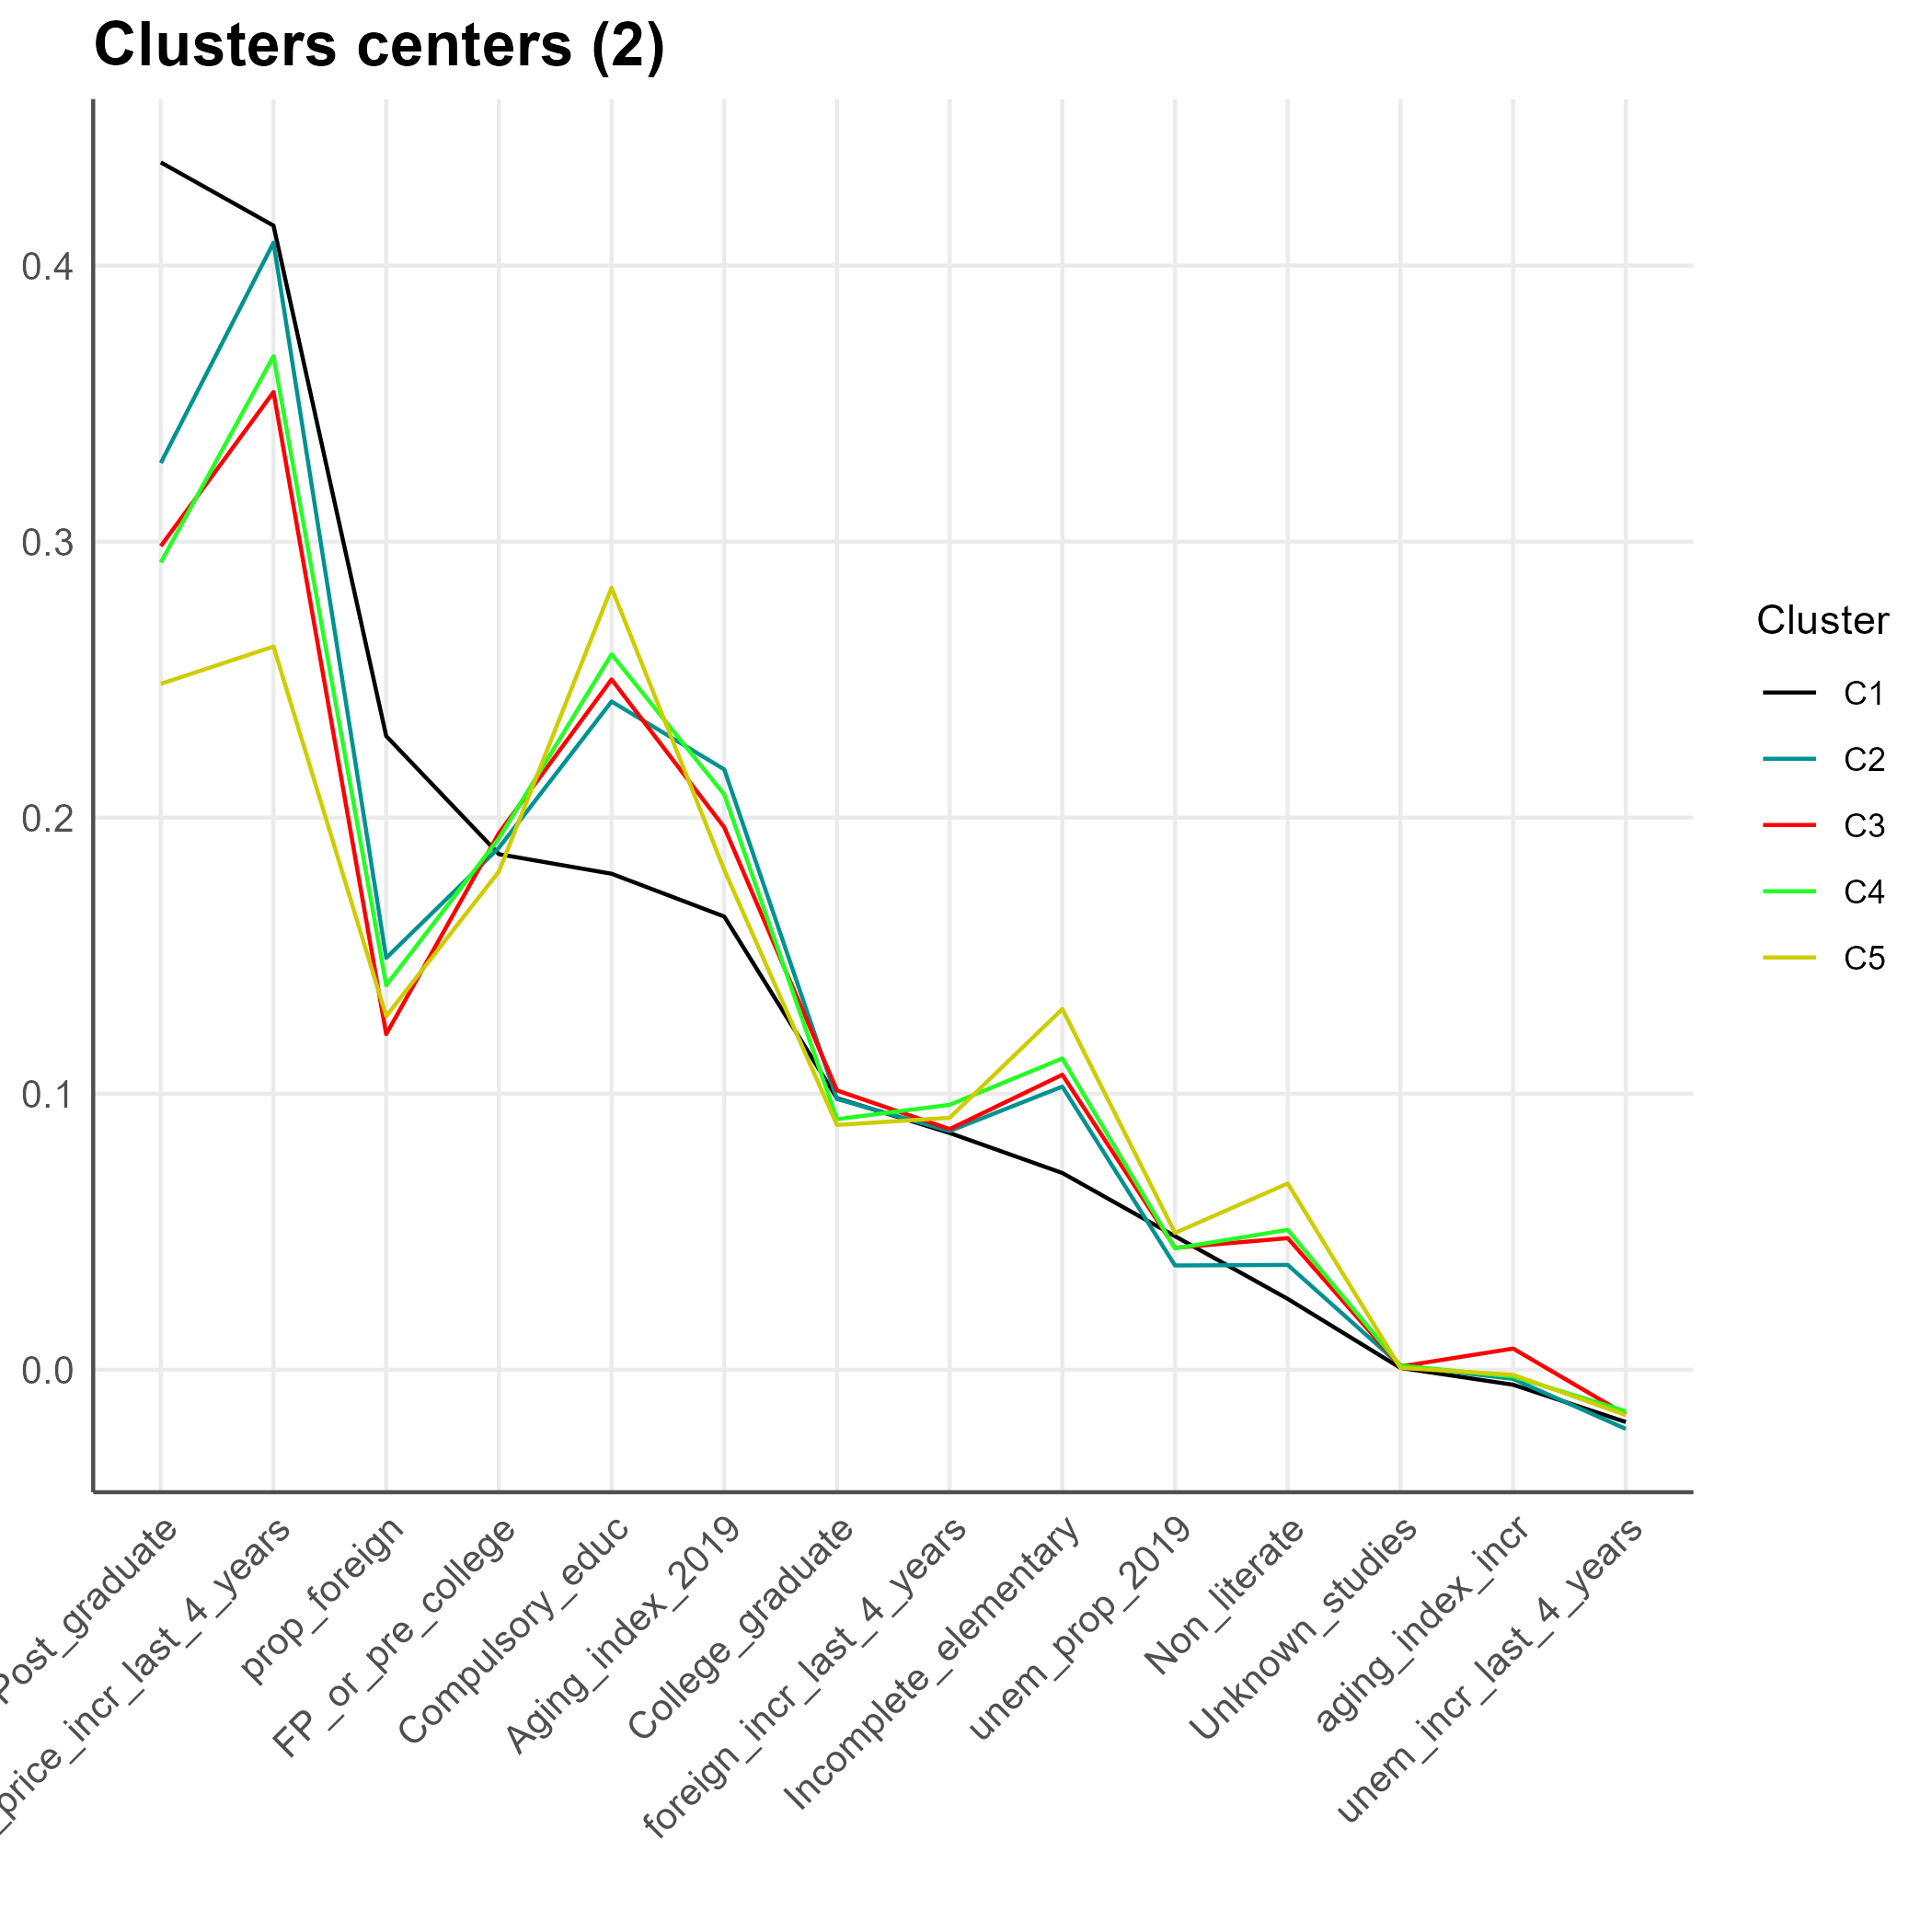 Clusters centers (2)
0.4
0.3
0.2
0.1
0.0
Post_graduate
_price_incr_last_4_years
prop_foreign
FP_or_pre_college
Compulsory_educ
Aging_index_2019
College_graduate
foreign_incr_last_4_years
Incomplete_elementary
unem_prop_2019
Non_literate
Unknown_studies
aging_index_incr
unem_incr_last_4_years
Cluster
C1
C2
C3
C4
C5